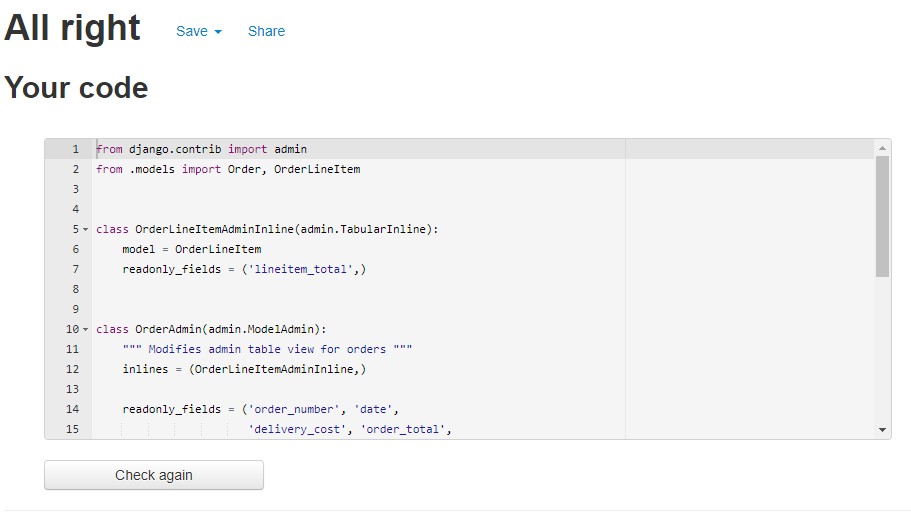 All right Save Share
Your code
1 from django.contrib import admin
2 from .models import Order, OrderLineItem
3
4
5 class OrderLineItemAdminInline(admin.TabularInline):
6 model = OrderLineItem
7 readonly_fields = ('lineitem_total',)
8
9
10 class OrderAdmin(admin.ModelAdmin):
11 """ Modifies admin table view for orders """
12 inlines = (OrderLineItemAdminInline,)
13
14 readonly_fields = ('order_number', 'date',
15 'delivery_cost', 'order_total',
Check again